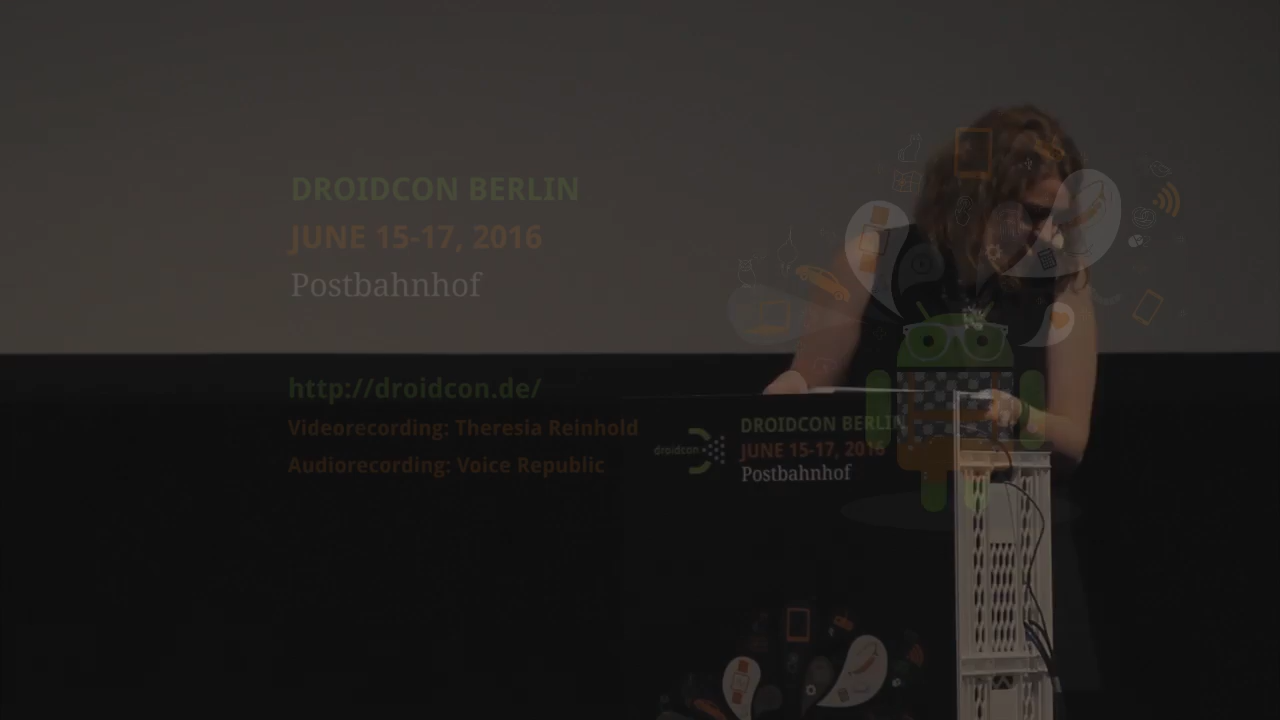 DROIDCON BERLIN
JUNE 15-17, 2016
Postbahnhof
http://droidcon.de/
Videorecording: Theresia Reinhold
Audiorecording: Voice Republic
droidcon
DROIDCON BERLIN
JUNE 15-17, 2016
Postbahnhof